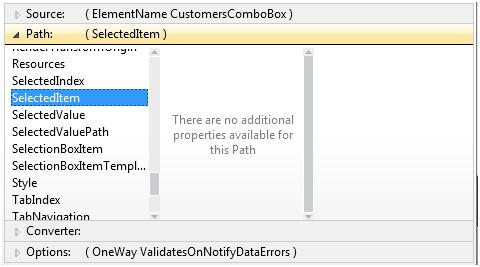 Source: ( ElementName CustomersComboBox )
Path: ( SelectedItem )
RenderTransformOrigin
Resources
SelectedIndex
SelectedItem
SelectedValue
SelectedValuePath
SelectionBoxItem
SelectionBoxItemTempl...
Style
TabIndex
TabNavigation
There are no additional
properties available for
this Path
Converter:
Options: ( OneWay ValidatesOnNotifyDataErrors )